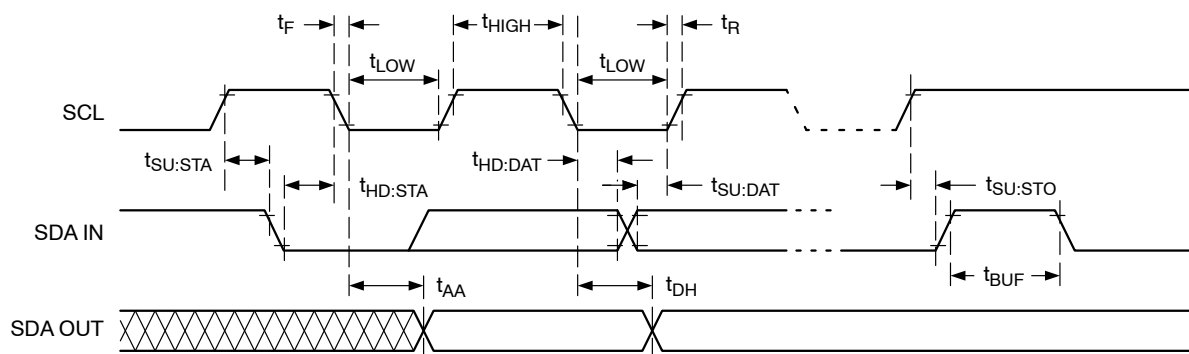 tF
tHIGH
tR
tLOW
tLOW
SCL
tSU:STA
tHD:STA
tHD:DAT
tSU:DAT
tSU:STO
SDA IN
tAA
tDH
tBUF
SDA OUT